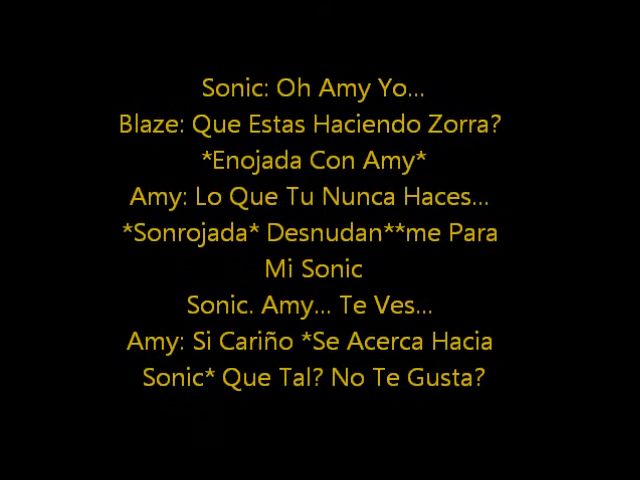 Sonic: Oh Amy Yo...
Blaze: Que Estas Haciendo Zorra?
*Enojada Con Amy*
Amy: Lo Que Tu Nunca Haces...
*Sonrojada* Desnudan**me Para
Mi Sonic
Sonic. Amy... Te Ves...
Amy: Si Cariño *Se Acerca Hacia
Sonic* Que Tal? No Te Gusta?